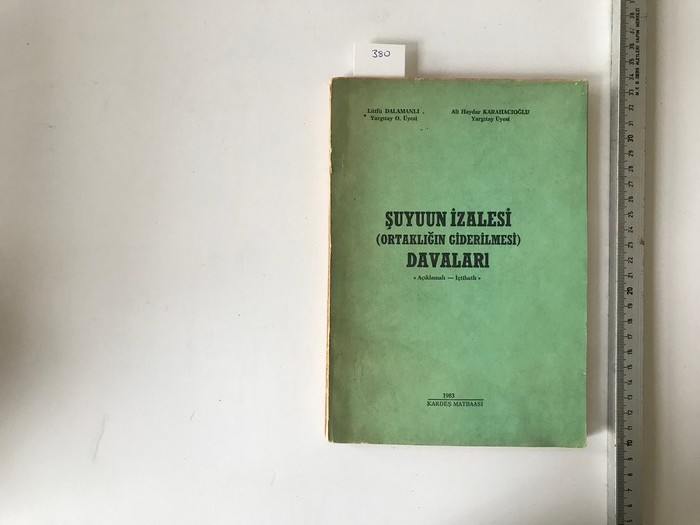 380
Lütfü DALAMANLI
Yargıtay O. Üyesi
Ali Haydar KARAHACIOĞLU
Yargıtay Üyesi
ŞUYUUN İZALESİ
(ORTAKLIĞIN GİDERİLMESİ)
DAVALARI
« Açıklamalı — İçtihatlı »
1983
KARDEŞ MATBAASI